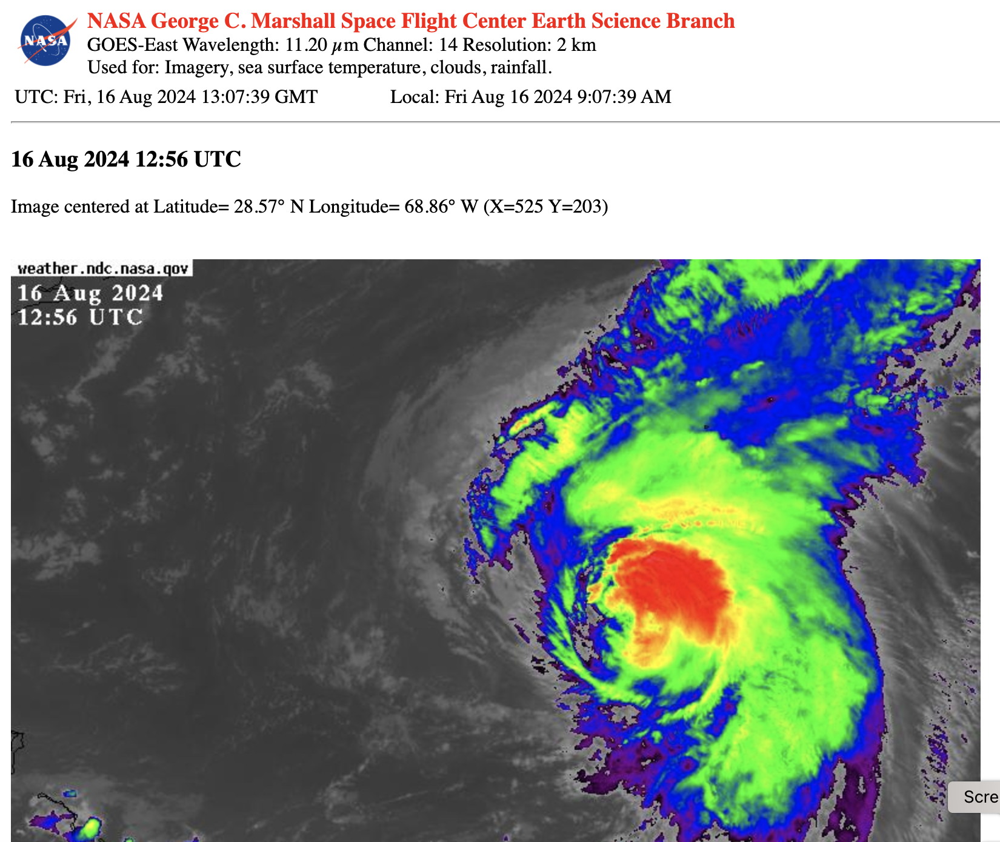 NASA George C. Marshall Space Flight Center Earth Science Branch
NASA
GOES-East Wavelength: 11.20 µm Channel: 14 Resolution: 2 km
Used for: Imagery, sea surface temperature, clouds, rainfall.
UTC: Fri, 16 Aug 2024 13:07:39 GMT Local: Fri Aug 16 2024 9:07:39 AM
16 Aug 2024 12:56 UTC
Image centered at Latitude= 28.57° N Longitude= 68.86° W (X=525 Y=203)
weather.ndc.nasa.gov
16 Aug 2024
12:56 UTC
Scre